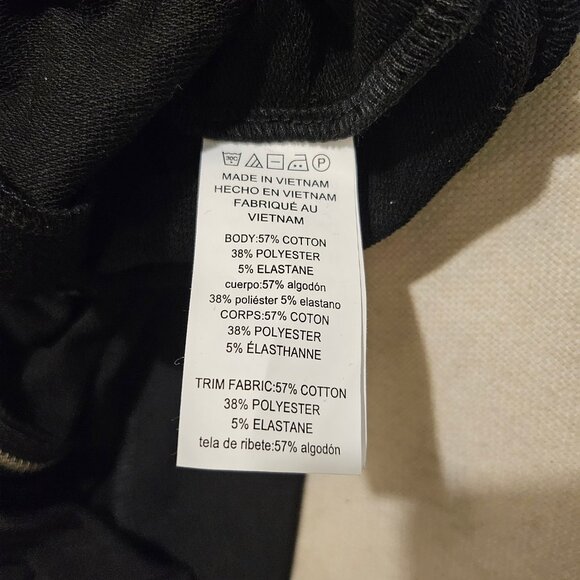 30C P
MADE IN VIETNAM
HECHO EN VIETNAM
FABRIQUÉ AU
VIETNAM
BODY:57% COTTON
38% POLYESTER
5% ELASTANE
cuerpo:57% algodón
38% poliéster 5% elastano
CORPS:57% COTON
38% POLYESTER
5% ÉLASTHANNE
TRIM FABRIC:57% COTTON
38% POLYESTER
5% ELASTANE
tela de ribete:57% algodón